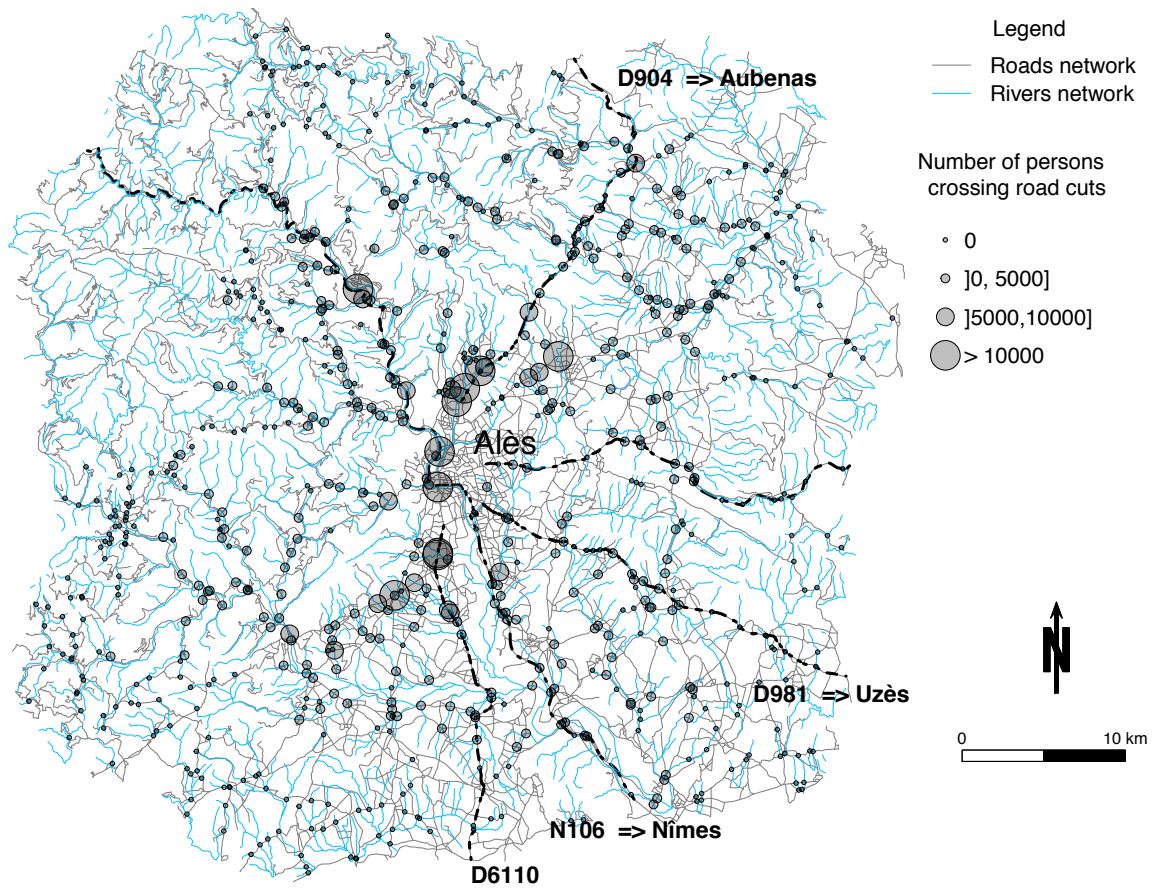 Legend
Roads network
Rivers network
Number of persons
crossing road cuts
0
]0, 5000]
]5000,10000]
> 10000
D904 => Aubenas
Alès
D981 => Uzès
N106 => Nîmes
D6110
N
0 10 km